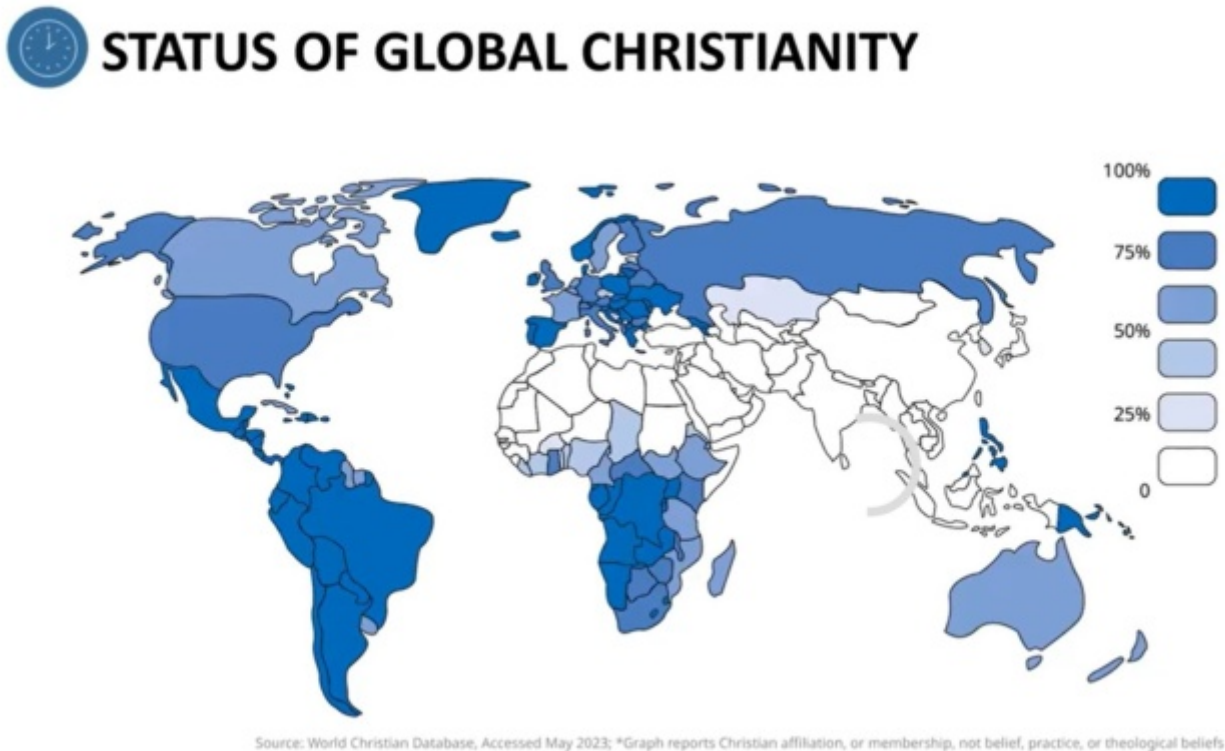 STATUS OF GLOBAL CHRISTIANITY
100%
75%
50%
25%
0
Source: World Christian Database, Accessed May 2023; *Graph reports Christian affiliation, or membership, not belief, practice, or theological beliefs